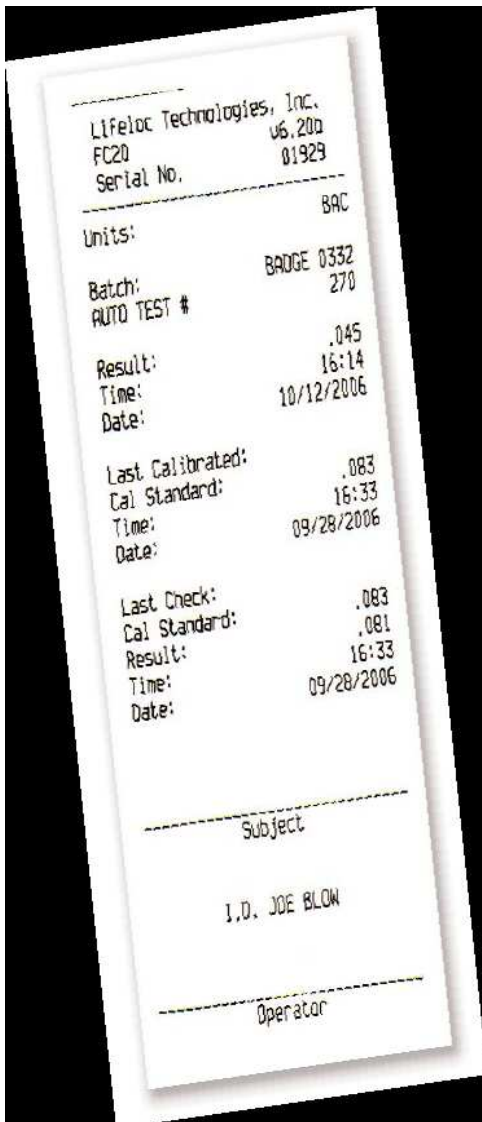 Lifeloc Technologies, Inc.
FC20 v6.20b
Serial No. 01929
Units: BAC
Batch: BADGE 0332
AUTO TEST # 270
Result: .045
Time: 16:14
Date: 10/12/2006
Last Calibrated:
Cal Standard: .083
Time: 16:33
Date: 09/28/2006
Last Check:
Cal Standard: .083
Result: .081
Time: 16:33
Date: 09/28/2006
Subject
I.D. JOE BLOW
Operator